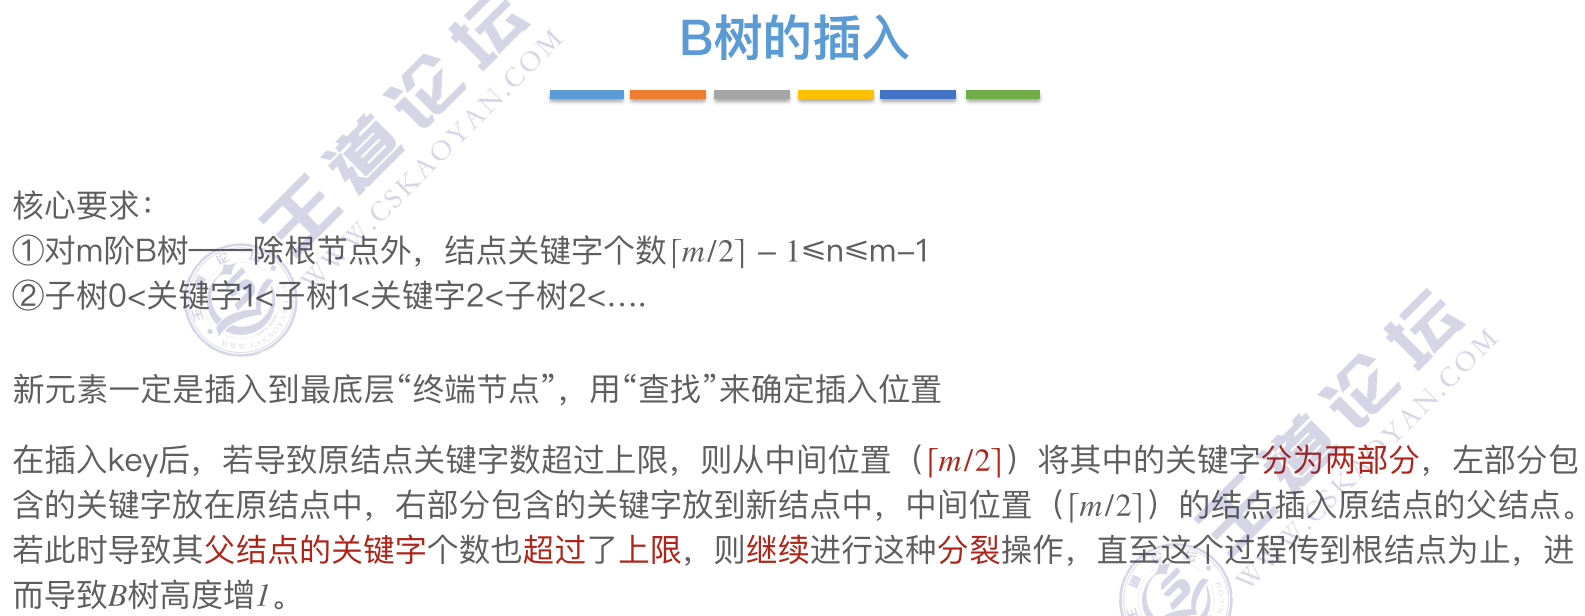 B树的插入
核心要求：
①对m阶B树——除根节点外，结点关键字个数⌈m/2⌉ − 1≤n≤m−1
②子树0<关键字1<子树1<关键字2<子树2<....
新元素一定是插入到最底层“终端节点”，用“查找”来确定插入位置
在插入key后，若导致原结点关键字数超过上限，则从中间位置（⌈m/2⌉）将其中的关键字分为两部分，左部分包
含的关键字放在原结点中，右部分包含的关键字放到新结点中，中间位置（⌈m/2⌉）的结点插入原结点的父结点。
若此时导致其父结点的关键字个数也超过了上限，则继续进行这种分裂操作，直至这个过程传到根结点为止，进
而导致B树高度增1。
王道论坛
WWW.CSKAOYAN.COM
王道论坛
WWW.CSKAOYAN.COM